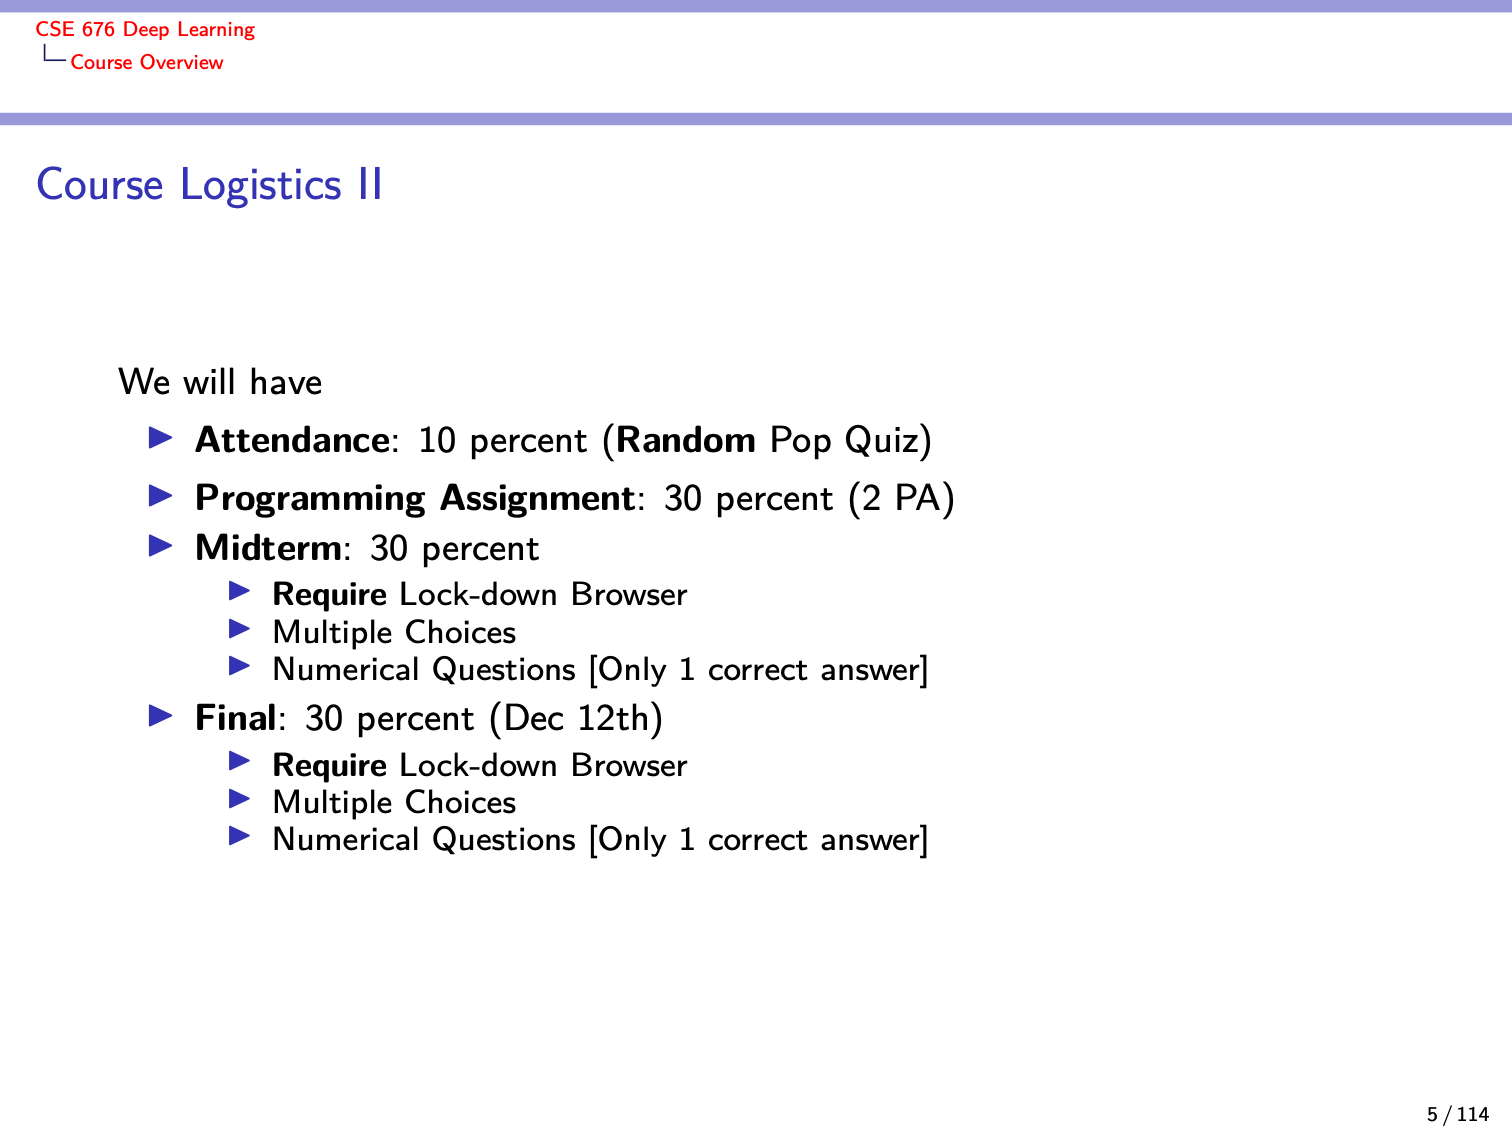 CSE 676 Deep Learning
Course Overview
Course Logistics II
We will have
Attendance: 10 percent (Random Pop Quiz)
Programming Assignment: 30 percent (2 PA)
Midterm: 30 percent
Require Lock-down Browser
Multiple Choices
Numerical Questions [Only 1 correct answer]
Final: 30 percent (Dec 12th)
Require Lock-down Browser
Multiple Choices
Numerical Questions [Only 1 correct answer]
5 / 114